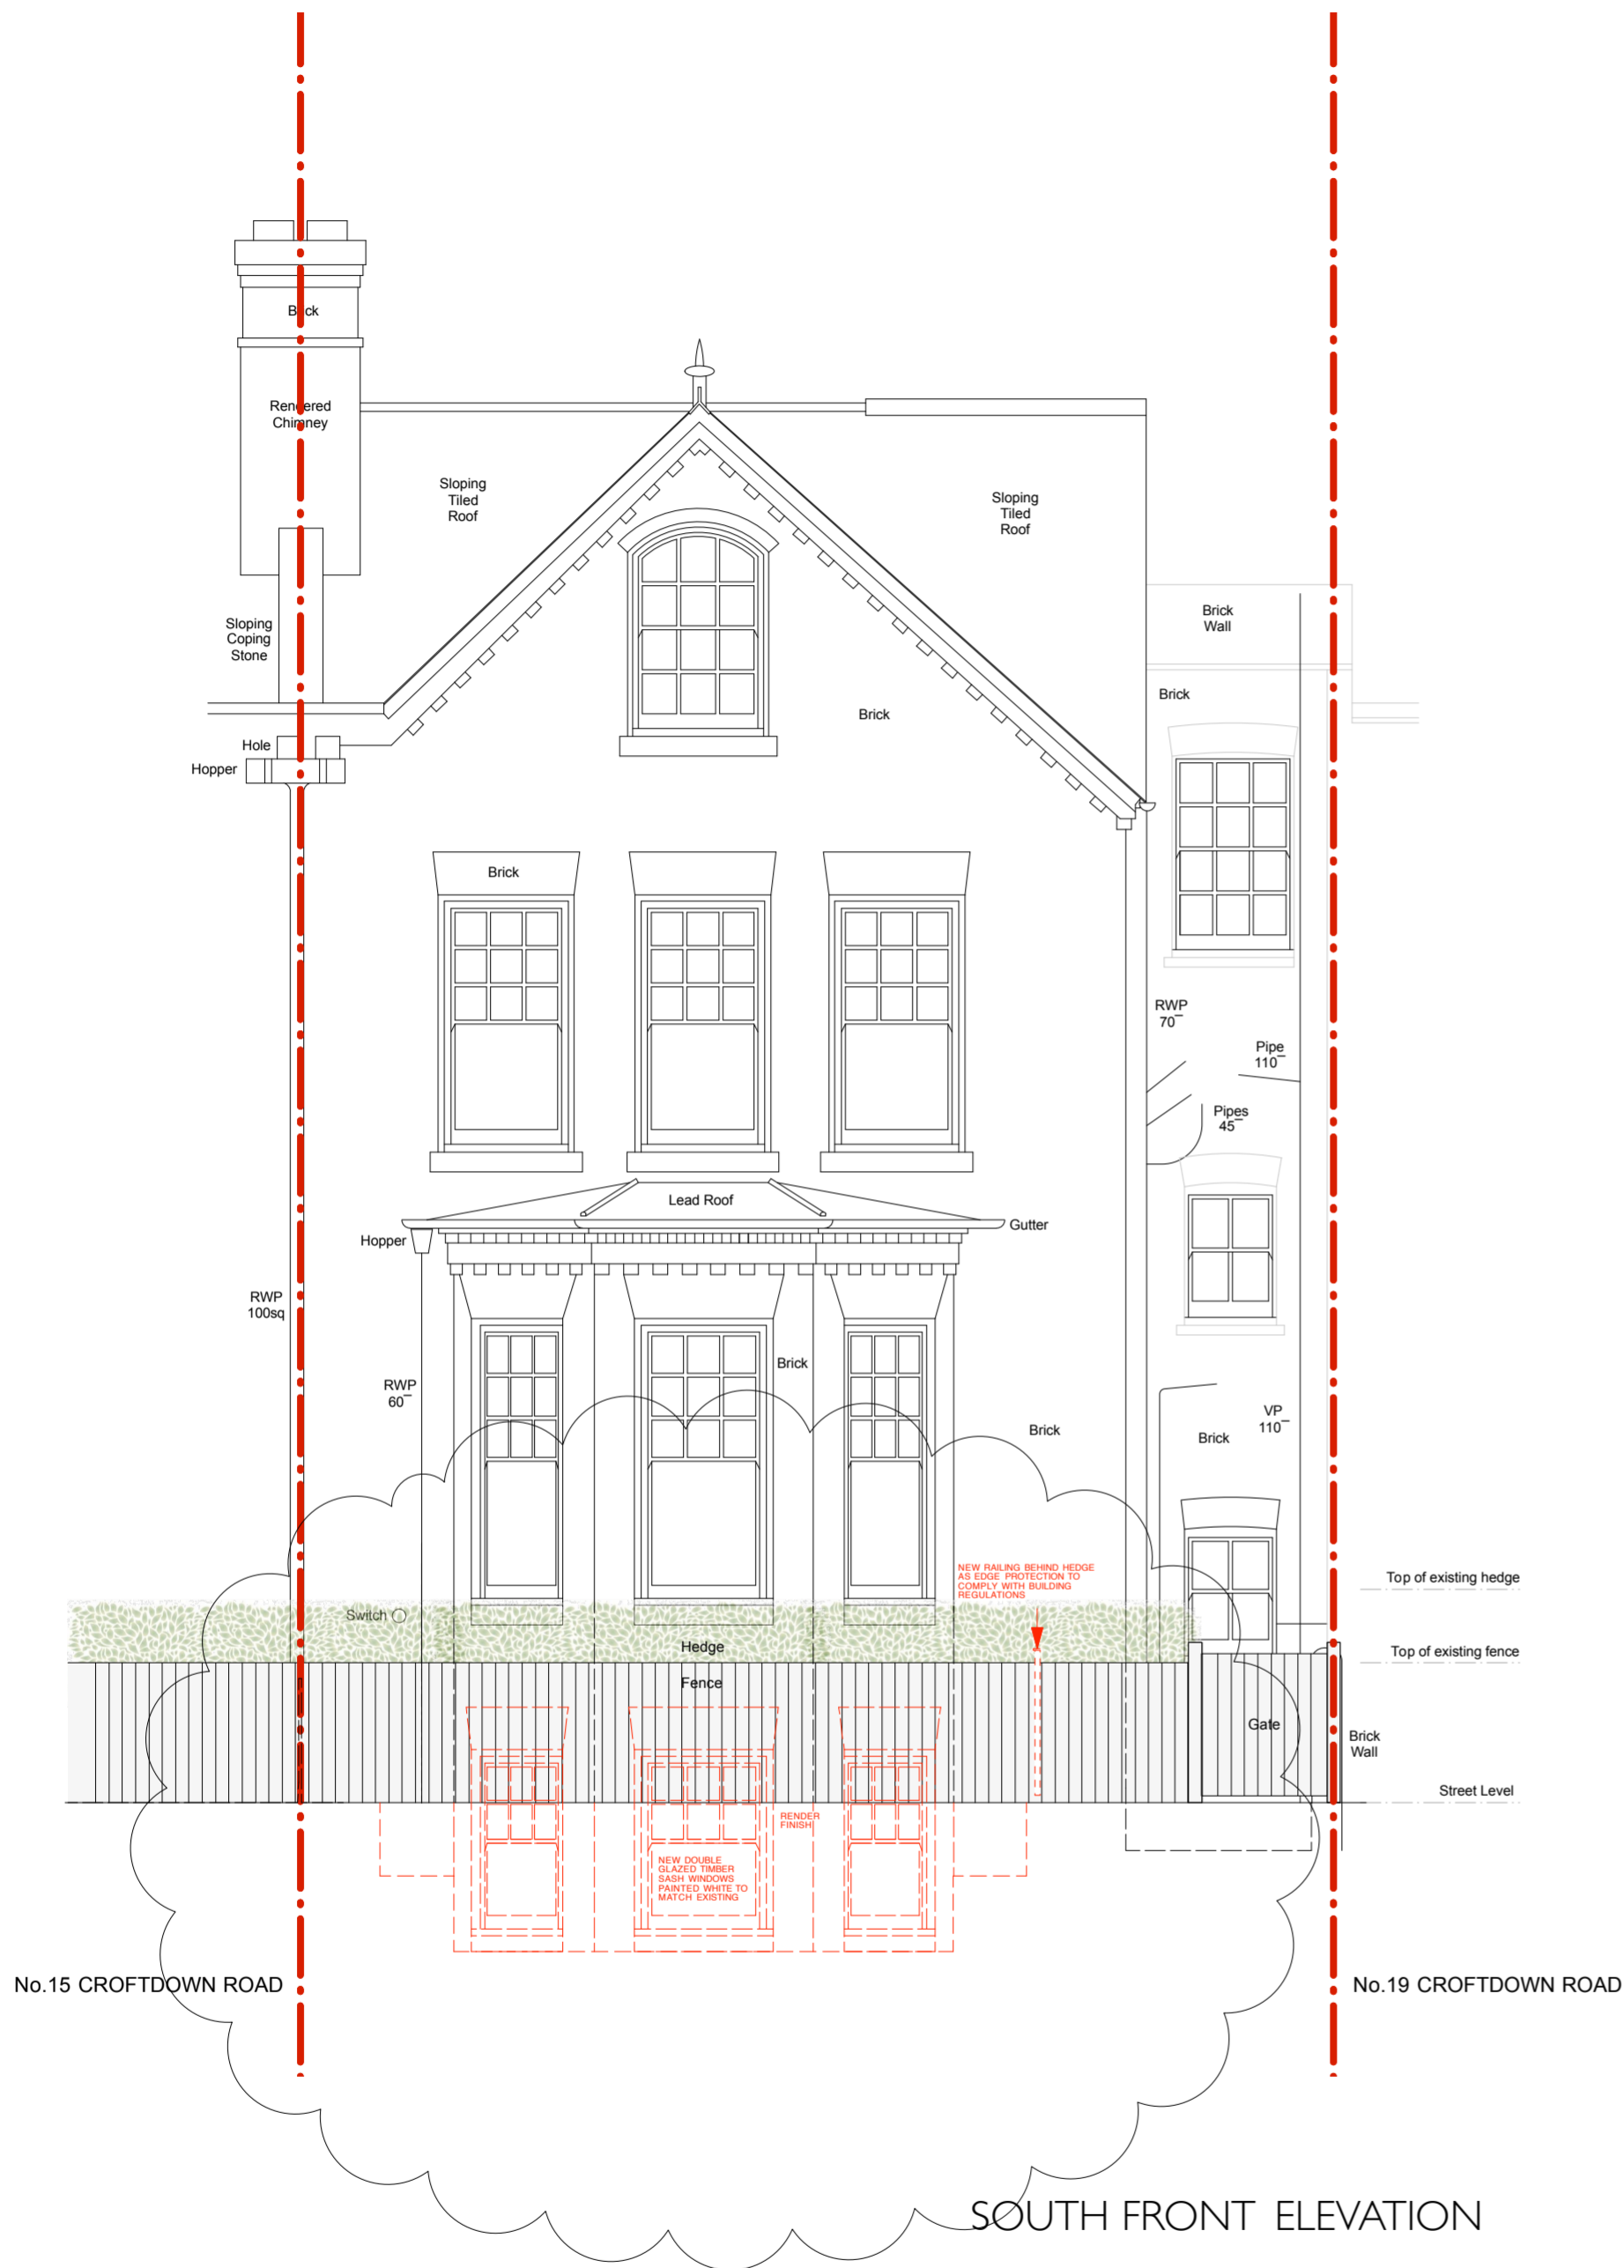 Brick
Rendered
Chimney
Sloping
Tiled
Roof
Sloping
Tiled
Roof
Sloping
Coping
Stone
Brick
Wall
Brick
Brick
Hole
Hopper
Brick
RWP
70
Pipe
110
Pipes
45
Lead Roof
Gutter
Hopper
RWP
100sq
Brick
RWP
60
Brick
VP
110
Brick
NEW RAILING BEHIND HEDGE
AS EDGE PROTECTION TO
COMPLY WITH BUILDING
REGULATIONS
Top of existing hedge
Switch
Hedge
Top of existing fence
Fence
Gate
Brick
Wall
Street Level
RENDER
FINISH
NEW DOUBLE
GLAZED TIMBER
SASH WINDOWS
PAINTED WHITE TO
MATCH EXISTING
No.15 CROFTDOWN ROAD
No.19 CROFTDOWN ROAD
SOUTH FRONT ELEVATION